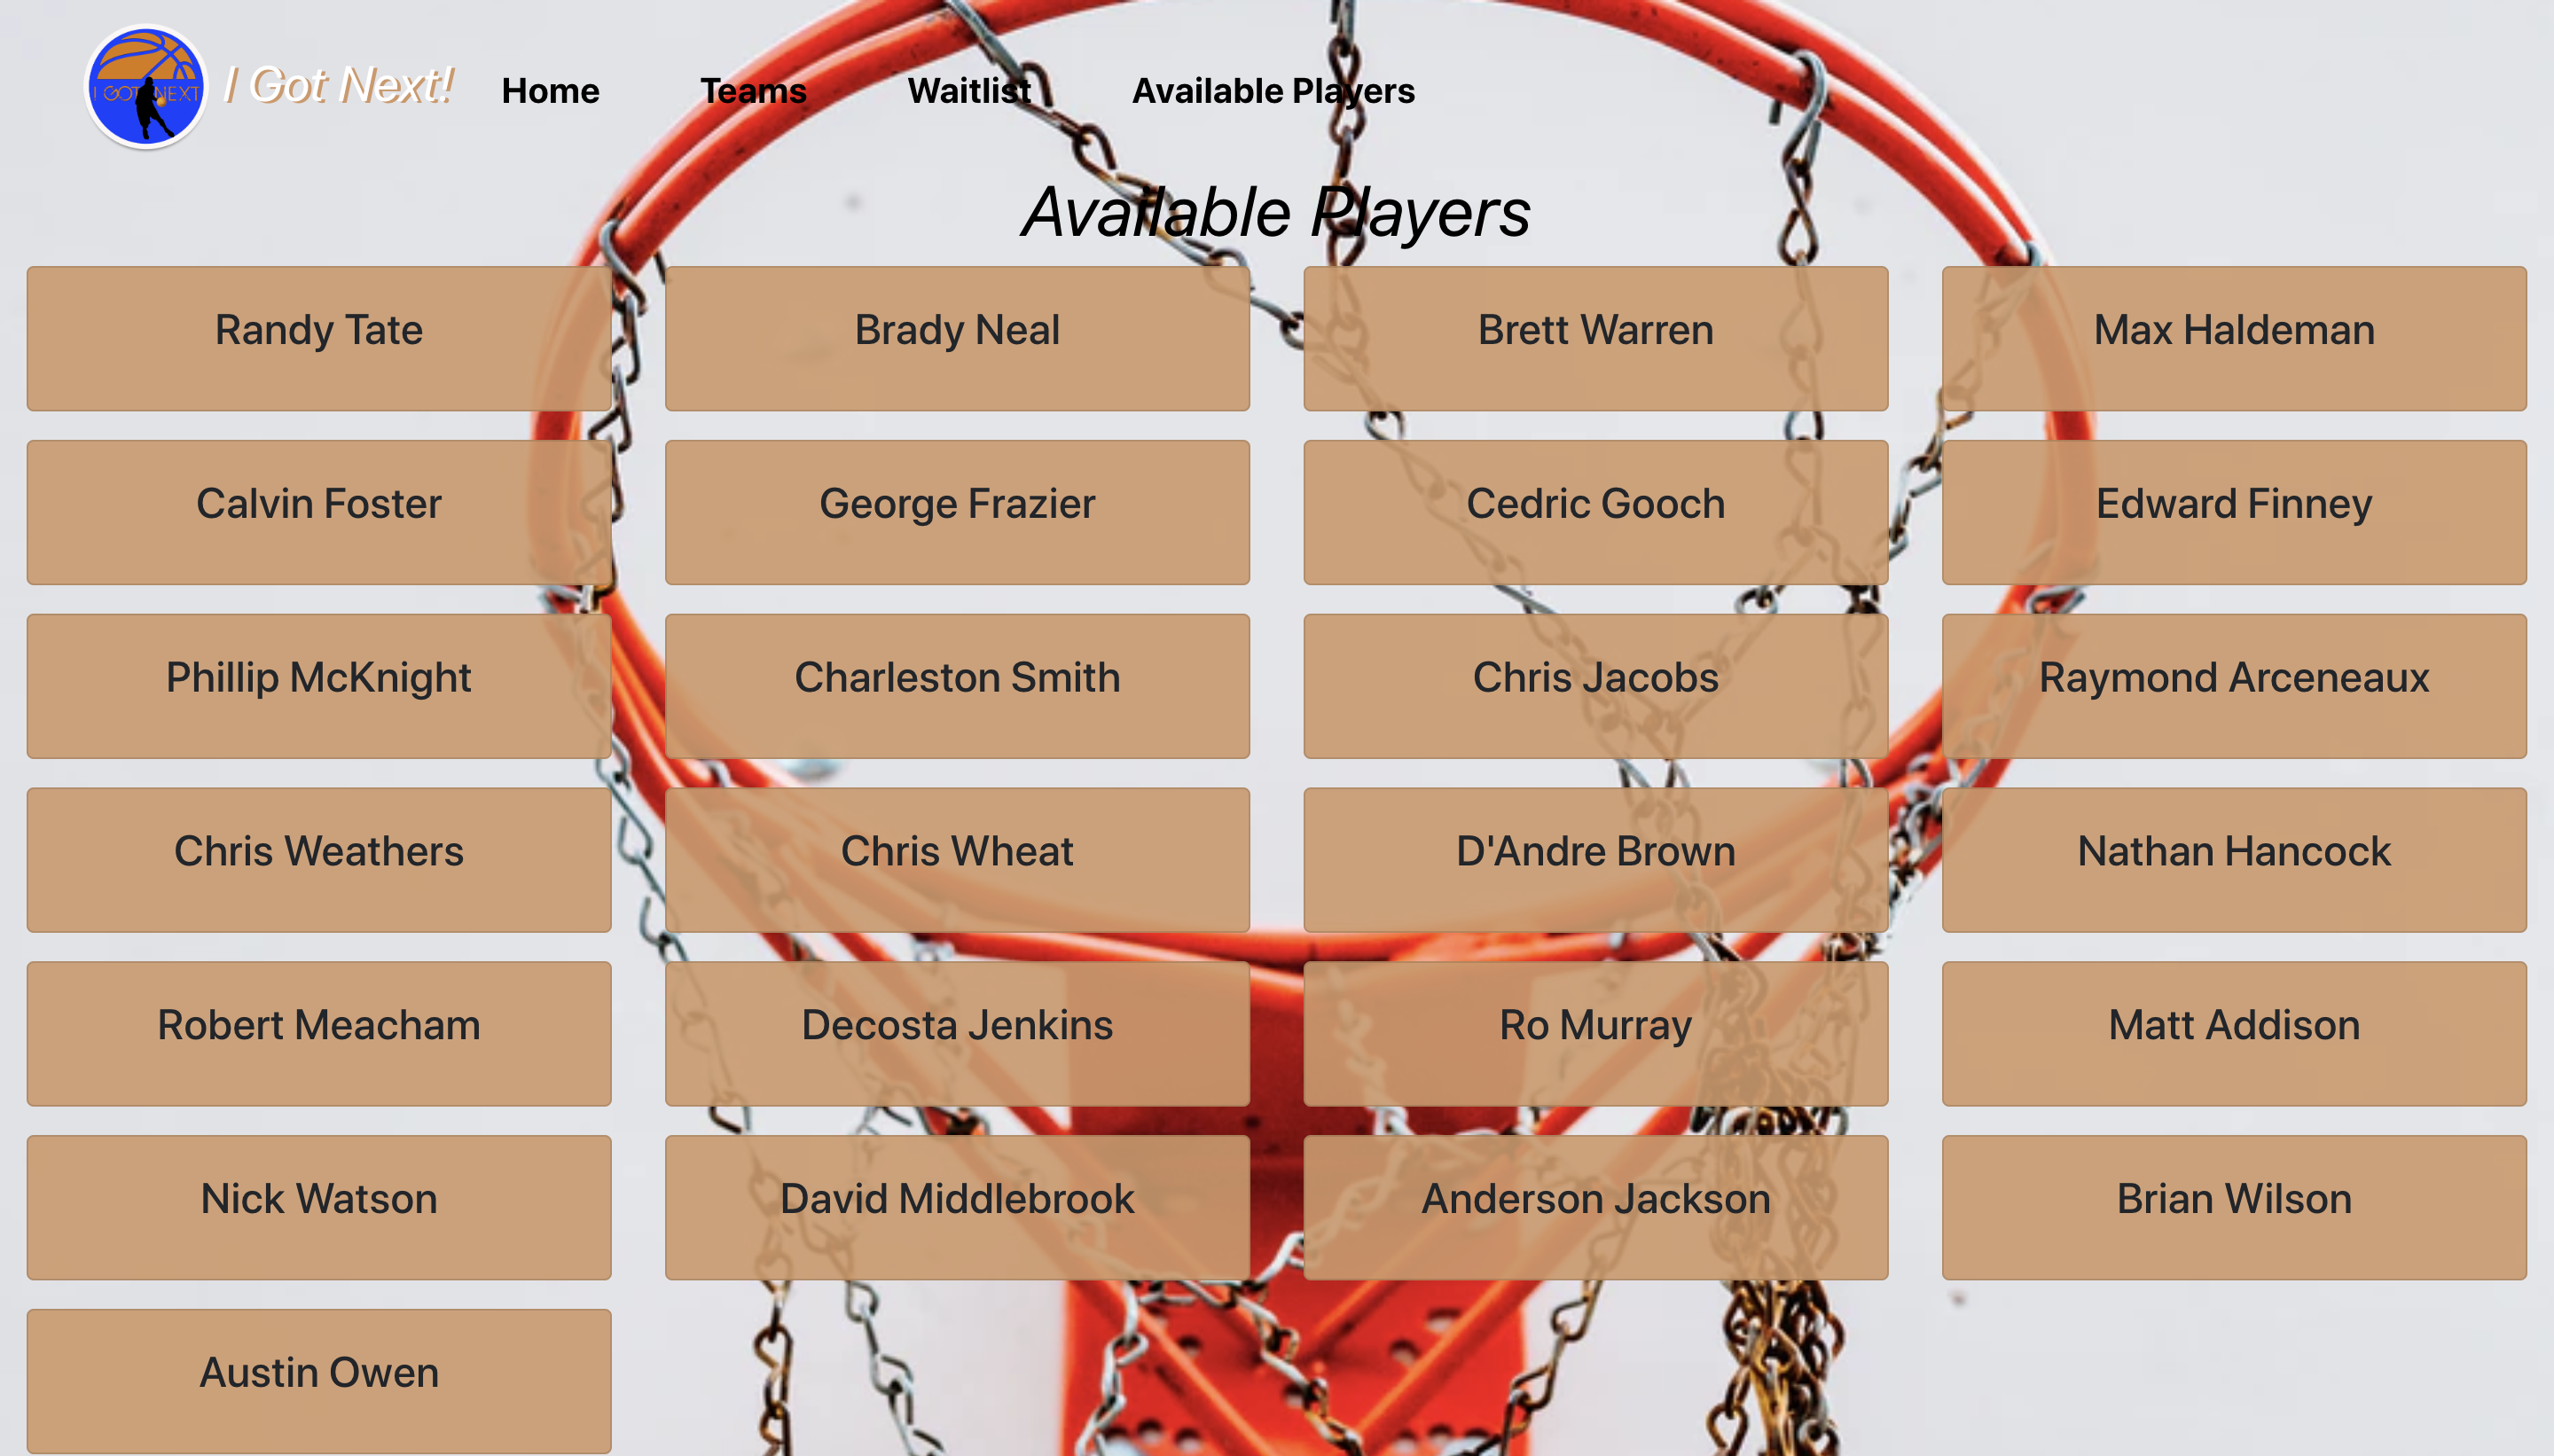 I GOT NEXT
I Got Next!
Home Teams Waitlist Available Players
Available Players
Randy Tate Brady Neal Brett Warren Max Haldeman
Calvin Foster George Frazier Cedric Gooch Edward Finney
Phillip McKnight Charleston Smith Chris Jacobs Raymond Arceneaux
Chris Weathers Chris Wheat D'Andre Brown Nathan Hancock
Robert Meacham Decosta Jenkins Ro Murray Matt Addison
Nick Watson David Middlebrook Anderson Jackson Brian Wilson
Austin Owen